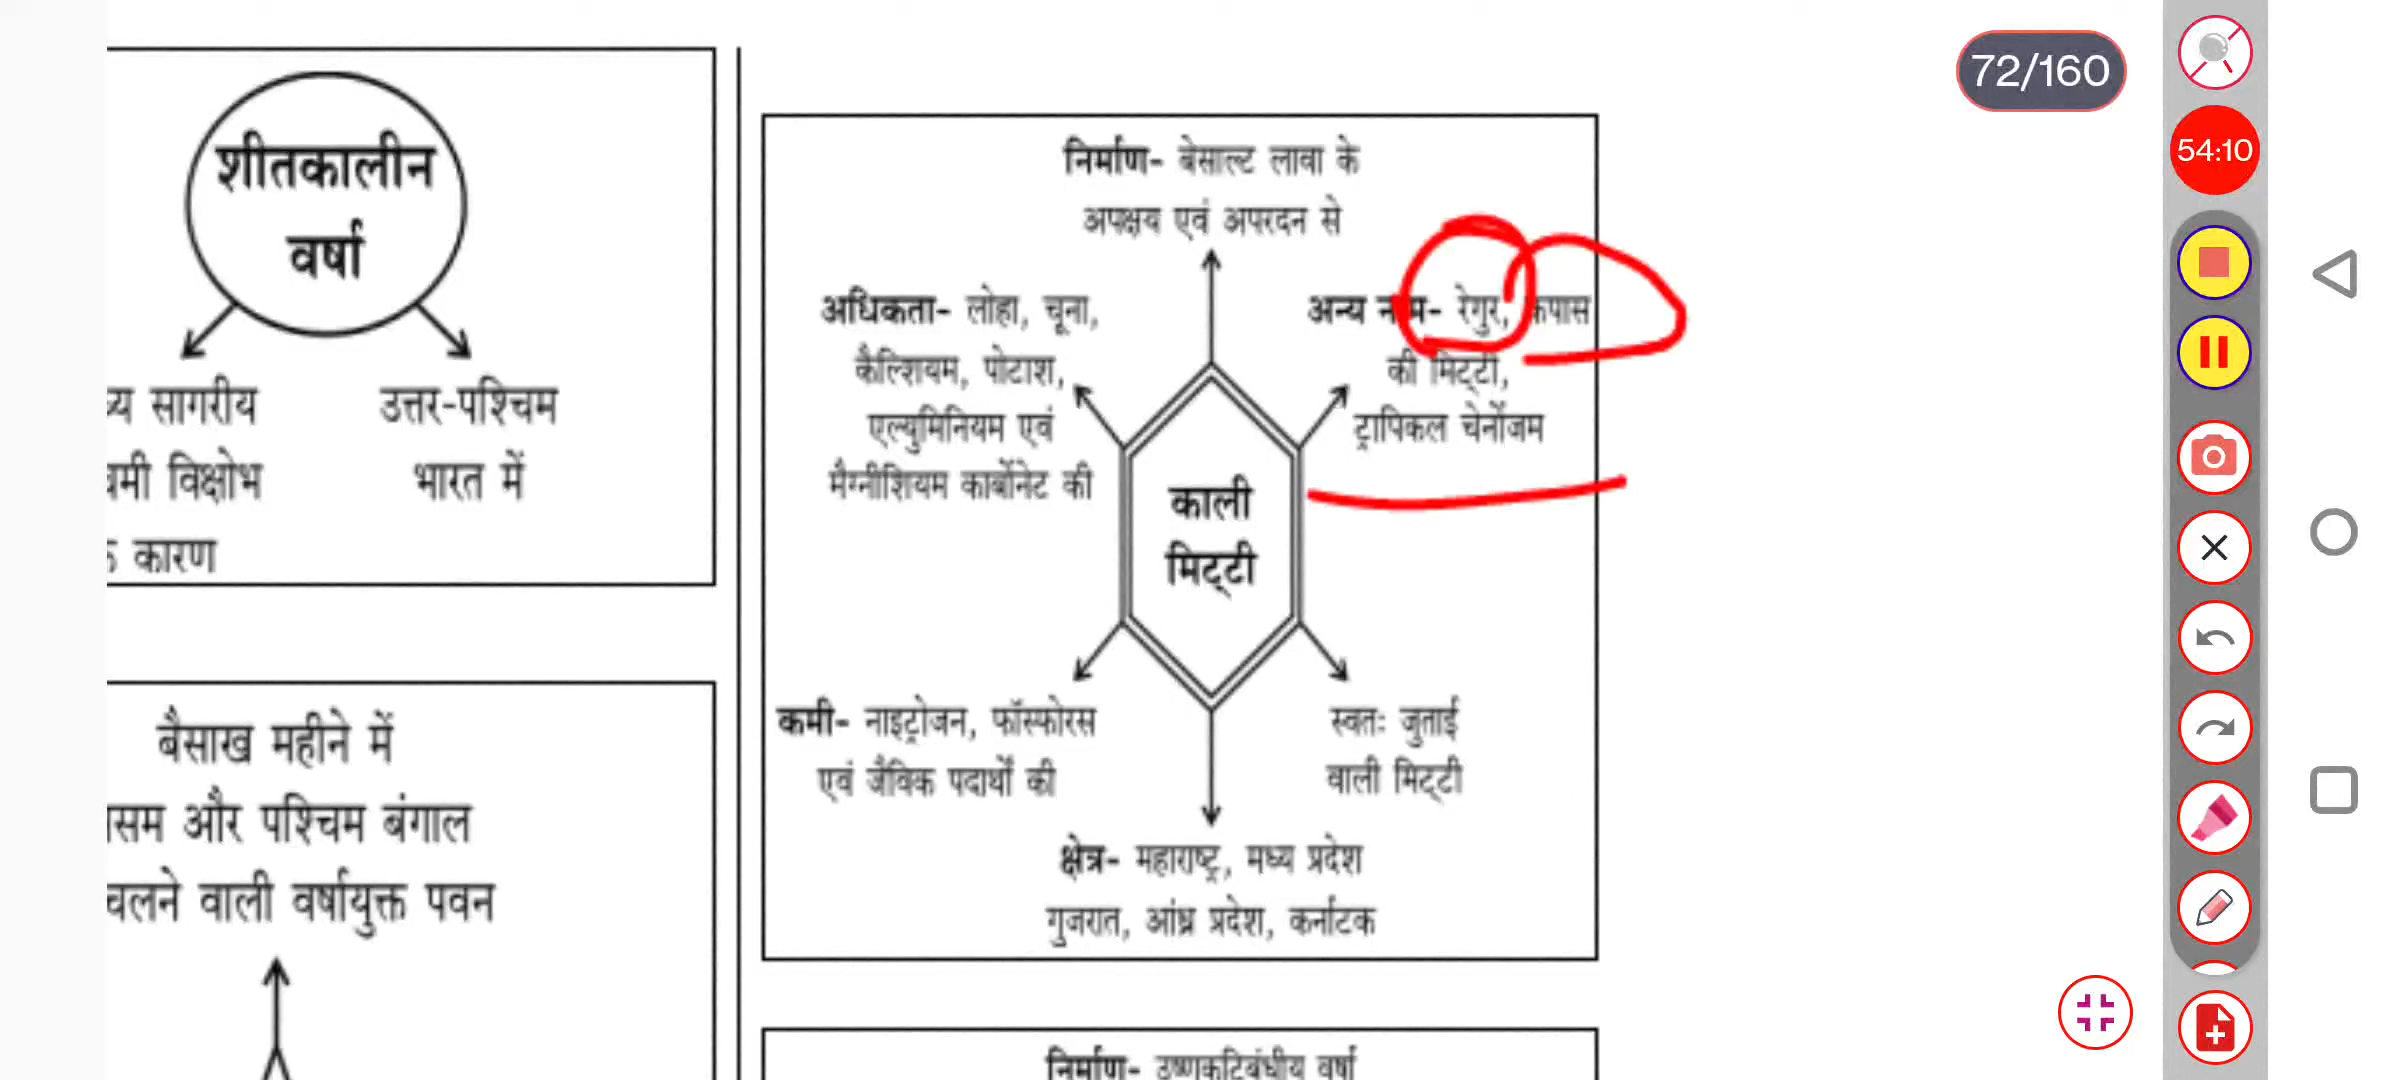 शीतकालीन
वर्षा
सागरीय
उत्तर-पश्चिम
विक्षोभ
भारत में
कारण
बैसाख महीने में
और पश्चिम बंगाल
चलने वाली वर्षायुक्त पवन
निर्माण- बेसाल्ट लावा के
अपक्षय एवं अपरदन से
अधिकता- लोहा, चूना,
कैल्शियम, पोटाश,
एल्युमिनियम एवं
मैग्नीशियम कार्बोनेट की
अन्य नाम- रेगुर, कपास
की मिट्टी,
ट्रापिकल चेर्नोजम
काली
मिट्टी
कमी- नाइट्रोजन, फॉस्फोरस
एवं जैविक पदार्थों की
स्वतः जुताई
वाली मिट्टी
क्षेत्र- महाराष्ट्र, मध्य प्रदेश
गुजरात, आंध्र प्रदेश, कर्नाटक
निर्माण- उष्णकटिबंधीय वर्षा
72/160
54:10